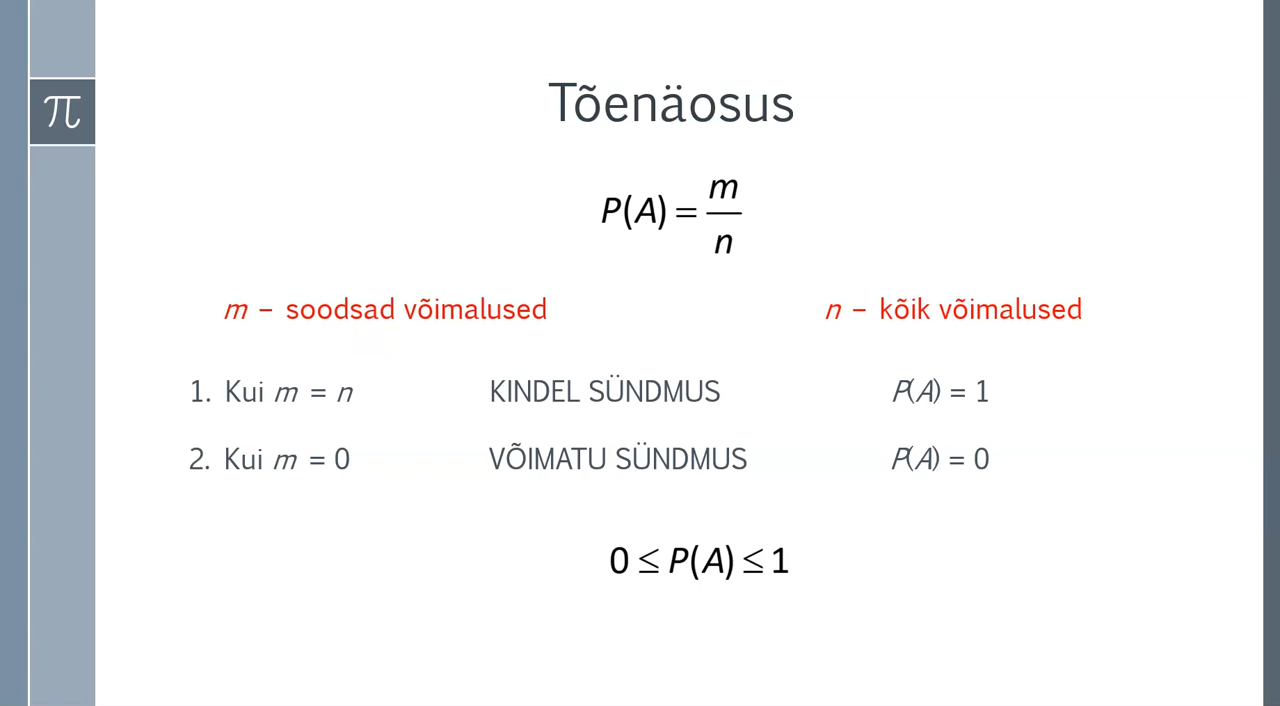 π
Tõenäosus
P(A) = m/n
m – soodsad võimalused n – kõik võimalused
1. Kui m = n KINDEL SÜNDMUS P(A) = 1
2. Kui m = 0 VÕIMATU SÜNDMUS P(A) = 0
0 ≤ P(A) ≤ 1